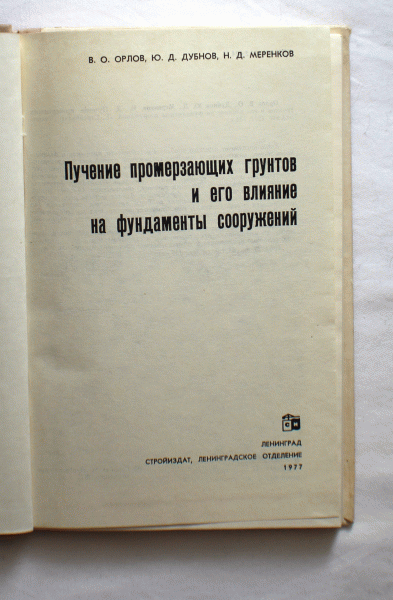 В. О. ОРЛОВ, Ю. Д. ДУБНОВ, Н. Д. МЕРЕНКОВ
Пучение промерзающих грунтов
и его влияние
на фундаменты сооружений
С И
ЛЕНИНГРАД
СТРОЙИЗДАТ, ЛЕНИНГРАДСКОЕ ОТДЕЛЕНИЕ
1977